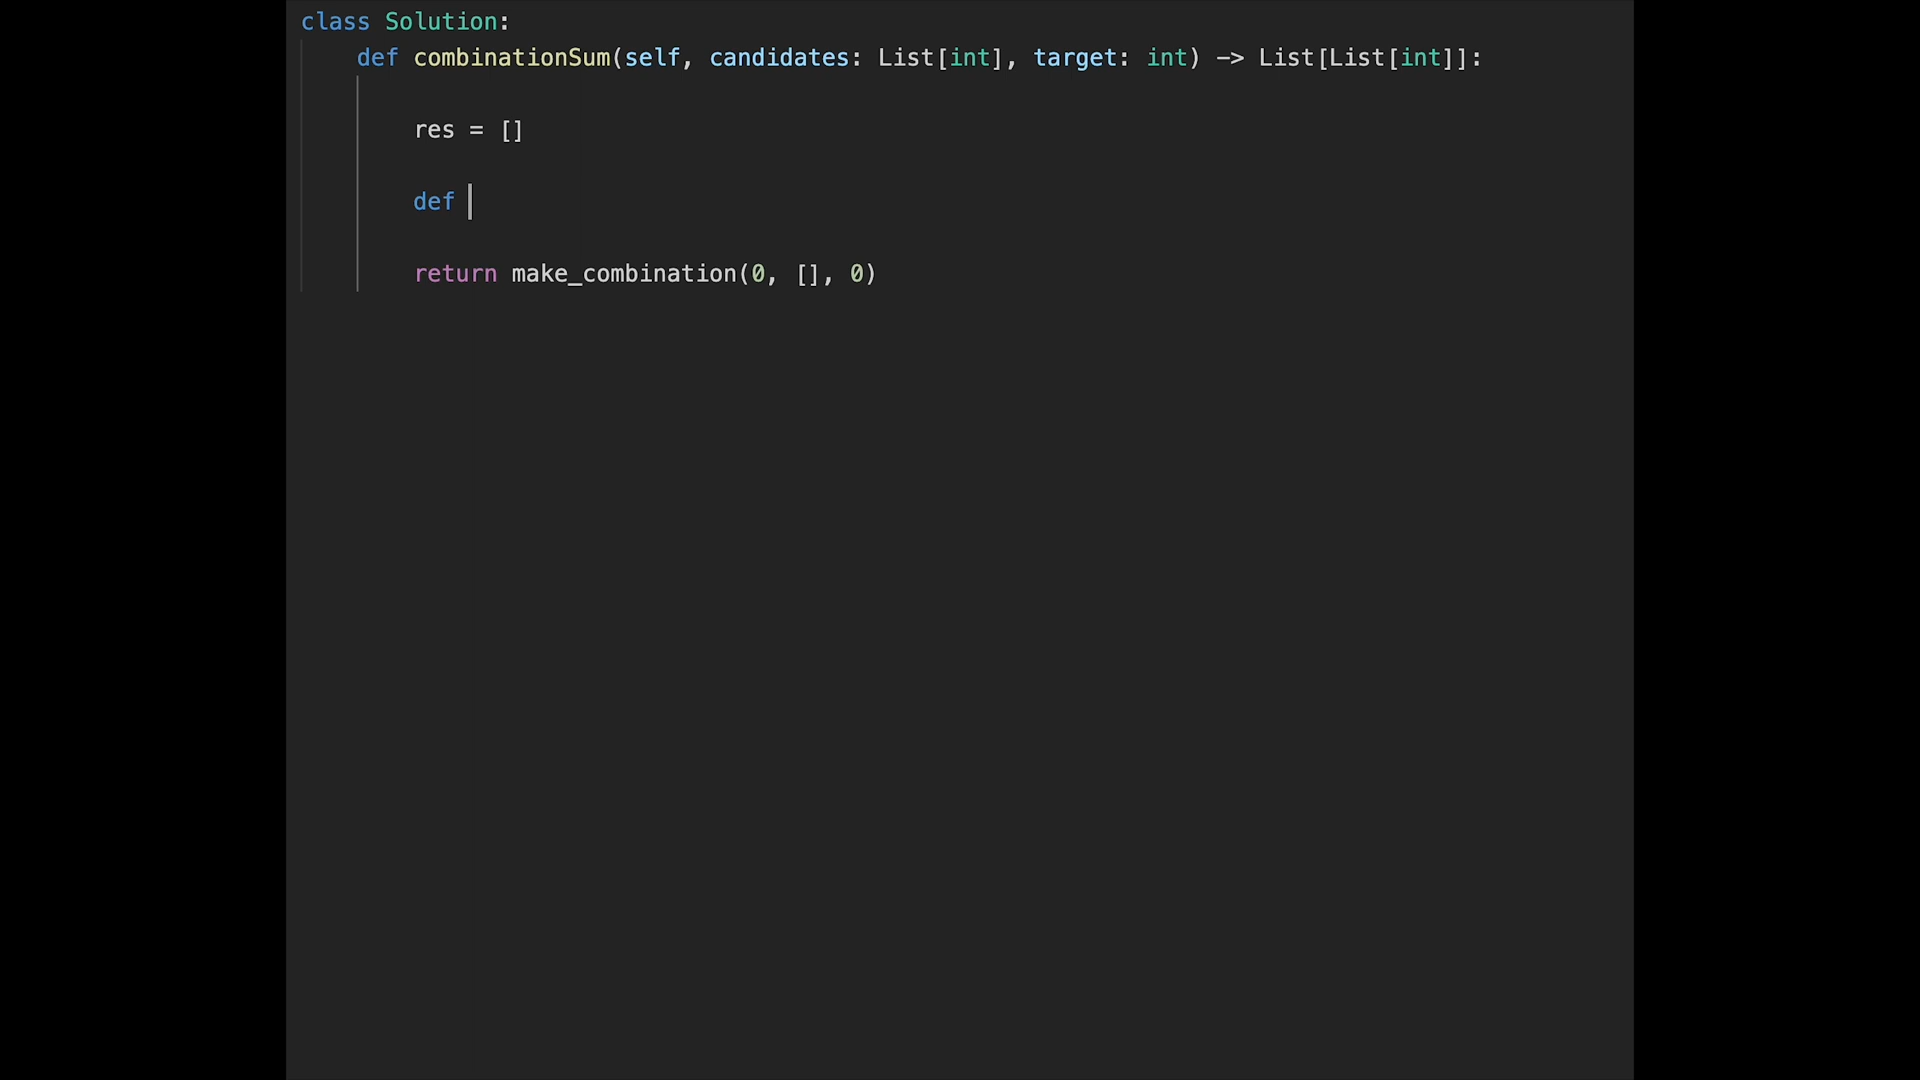 class Solution:
    def combinationSum(self, candidates: List[int], target: int) -> List[List[int]]:
        res = []
        def
        return make_combination(0, [], 0)